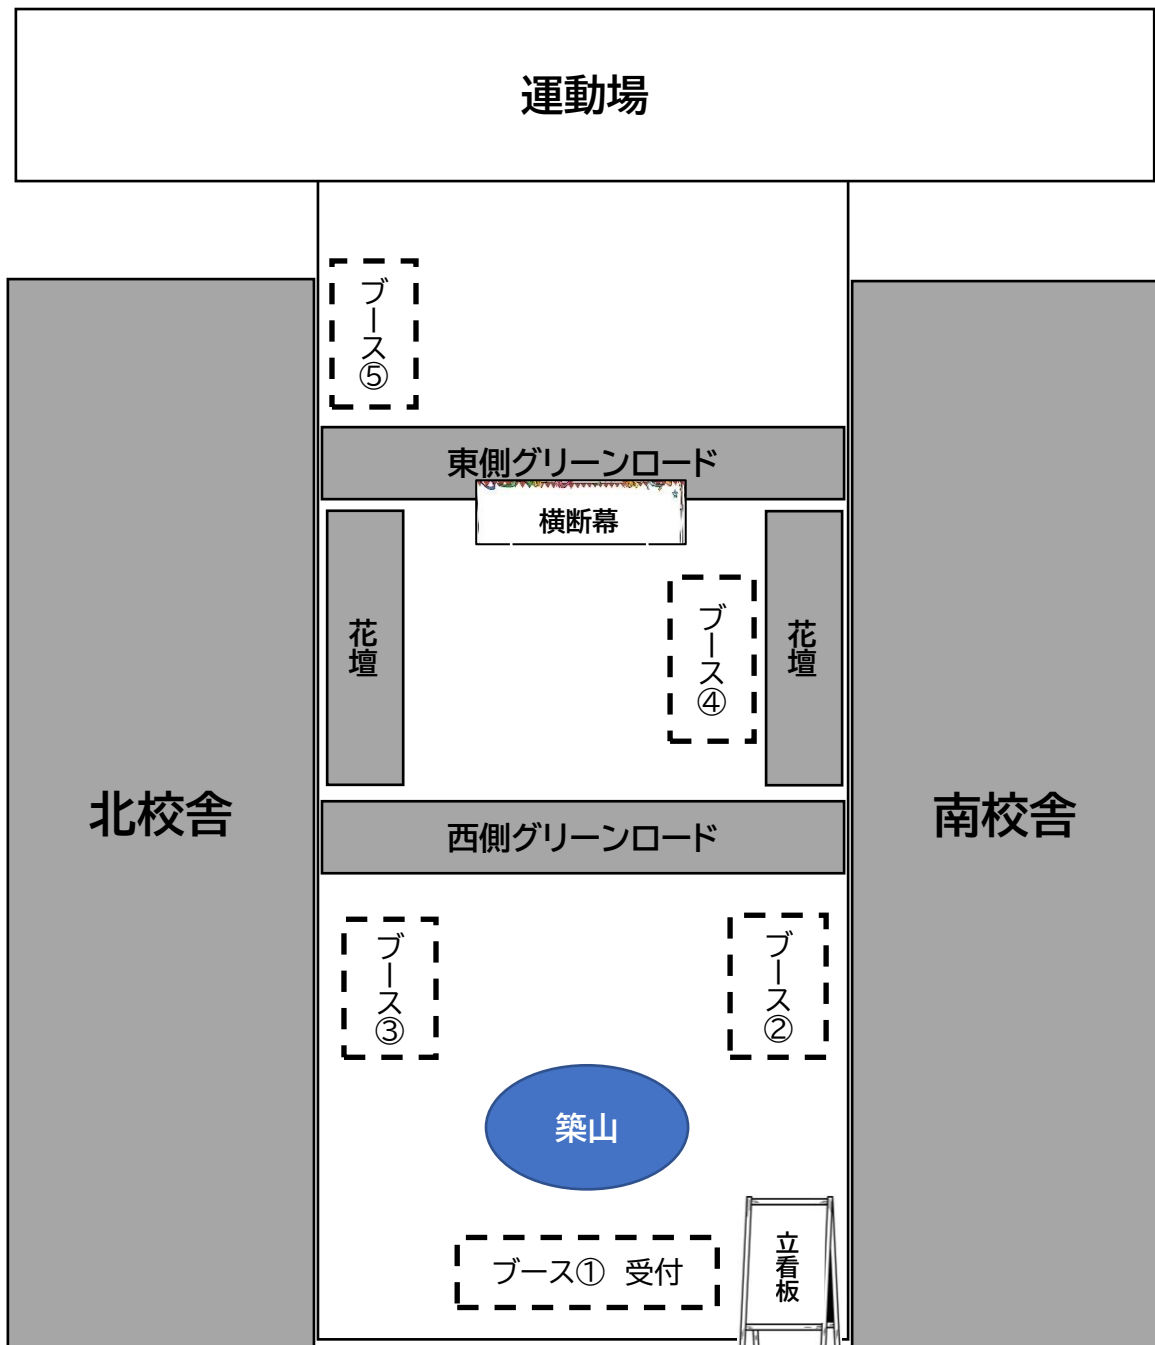 運動場
ブース⑤
東側グリーンロード
横断幕
花壇
ブース④
花壇
北校舎
南校舎
西側グリーンロード
ブース③
ブース②
築山
立看板
ブース① 受付